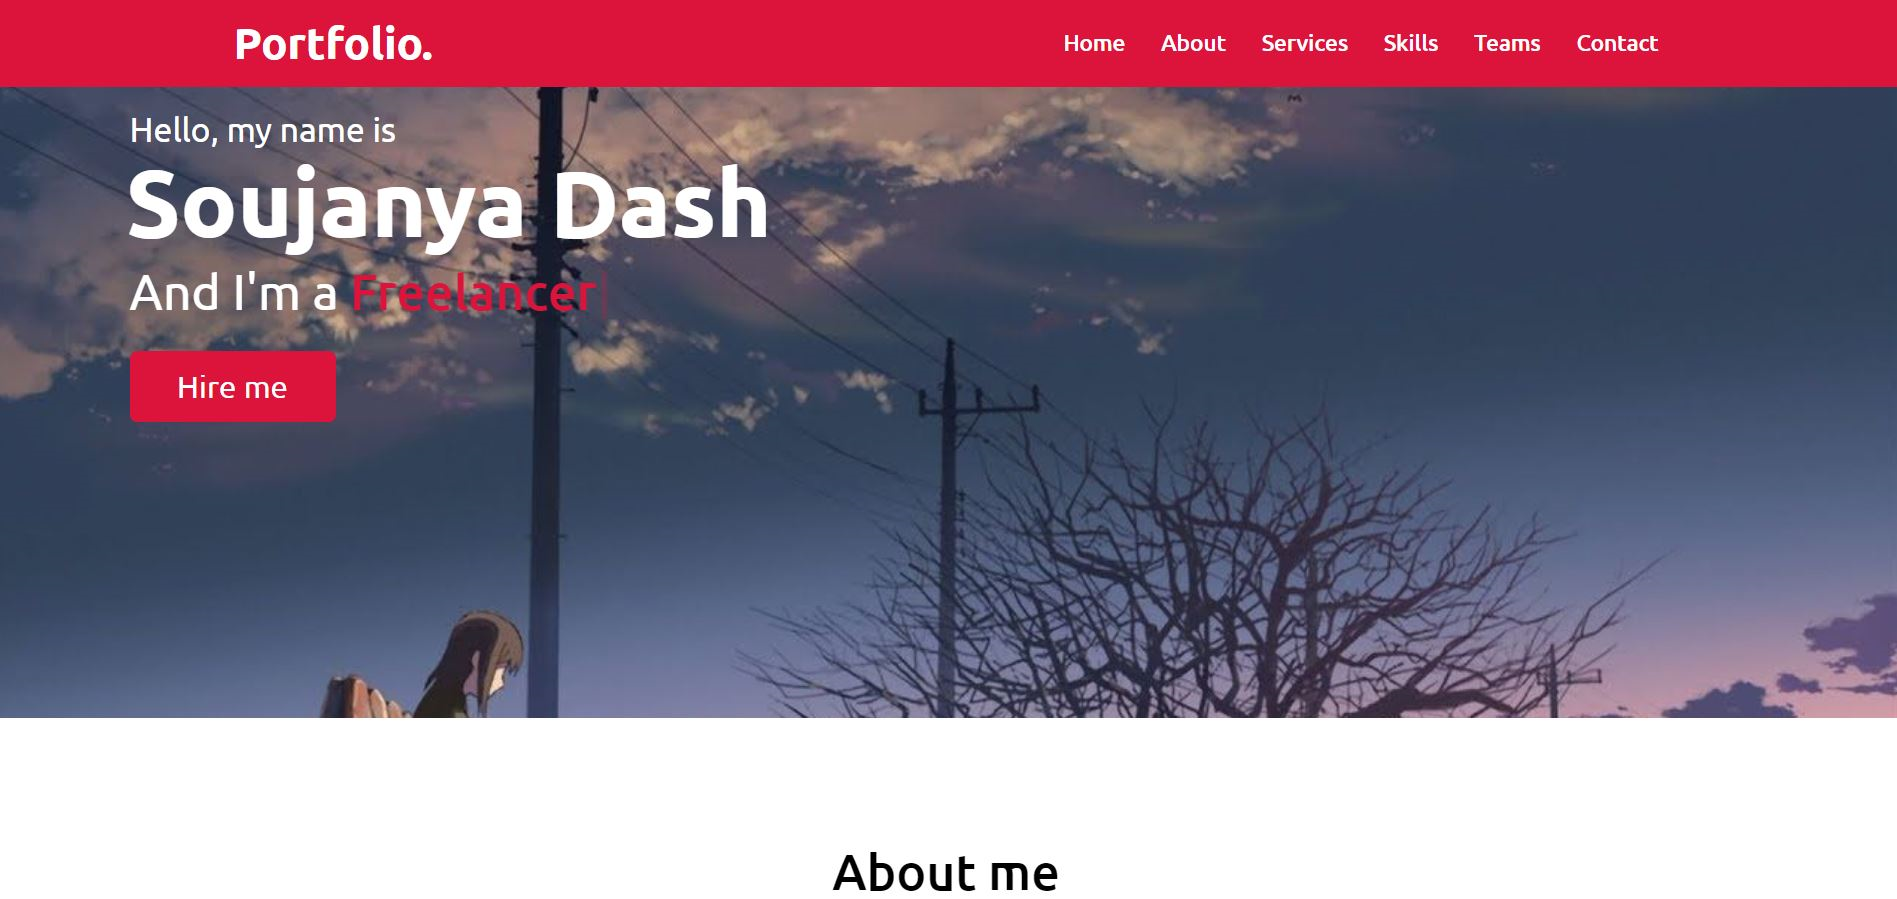 Portfolio.
Home About Services Skills Teams Contact
Hello, my name is
Soujanya Dash
And I'm a Freelancer
Hire me
About me